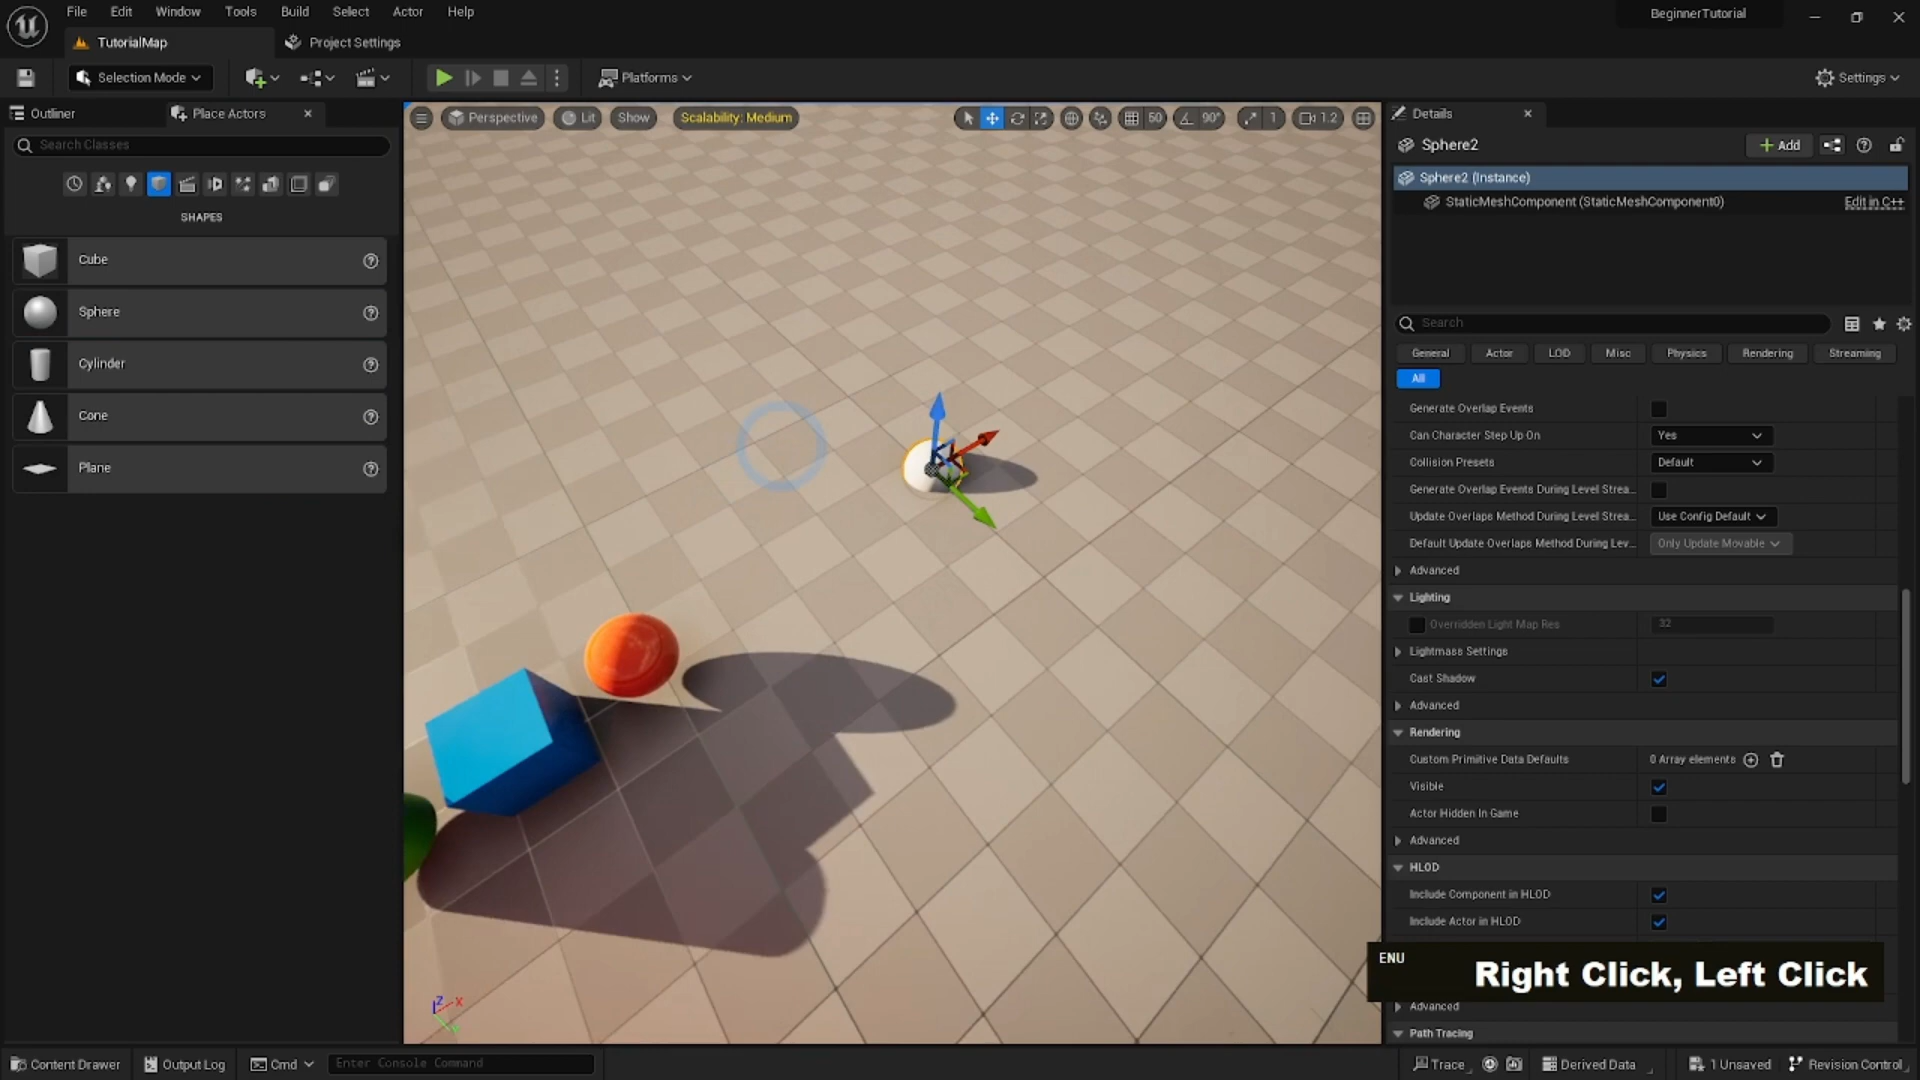 File Edit Window Tools Build Select Actor Help
BeginnerTutorial
TutorialMap
Project Settings
Selection Mode
Platforms
Settings
Outliner
Place Actors
Search Classes
SHAPES
Cube
Sphere
Cylinder
Cone
Plane
Perspective
Lit
Show
Scalability: Medium
50
90°
1
1.2
Details
Sphere2
Add
Sphere2 (Instance)
StaticMeshComponent (StaticMeshComponent0)
Edit in C++
Search
General Actor LOD Misc Physics Rendering Streaming
All
Generate Overlap Events
Can Character Step Up On Yes
Collision Presets Default
Generate Overlap Events During Level Strea...
Update Overlaps Method During Level Strea... Use Config Default
Default Update Overlaps Method During Lev... Only Update Movable
Advanced
Lighting
Overridden Light Map Res 32
Lightmass Settings
Cast Shadow
Advanced
Rendering
Custom Primitive Data Defaults 0 Array elements
Visible
Actor Hidden In Game
Advanced
HLOD
Include Component in HLOD
Include Actor in HLOD
ENU
Right Click, Left Click
Advanced
Path Tracing
Z X Y
Content Drawer
Output Log
Cmd
Enter Console Command
Trace
Derived Data
1 Unsaved
Revision Control